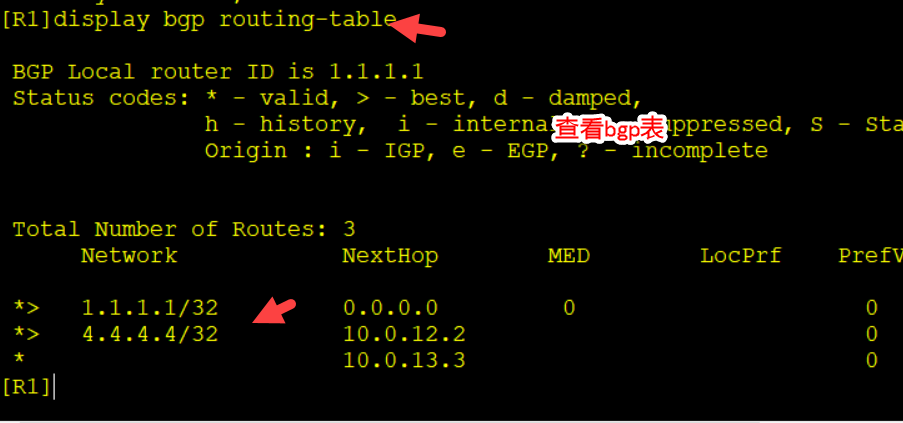 [R1]display bgp routing-table
BGP Local router ID is 1.1.1.1
Status codes: * - valid, > - best, d - damped,
h - history, i - internal 查看bgp表 uppressed, S - Sta
Origin : i - IGP, e - EGP, ? - incomplete
Total Number of Routes: 3
Network NextHop MED LocPrf PrefV
*> 1.1.1.1/32 0.0.0.0 0 0
*> 4.4.4.4/32 10.0.12.2 0
* 10.0.13.3 0
[R1]